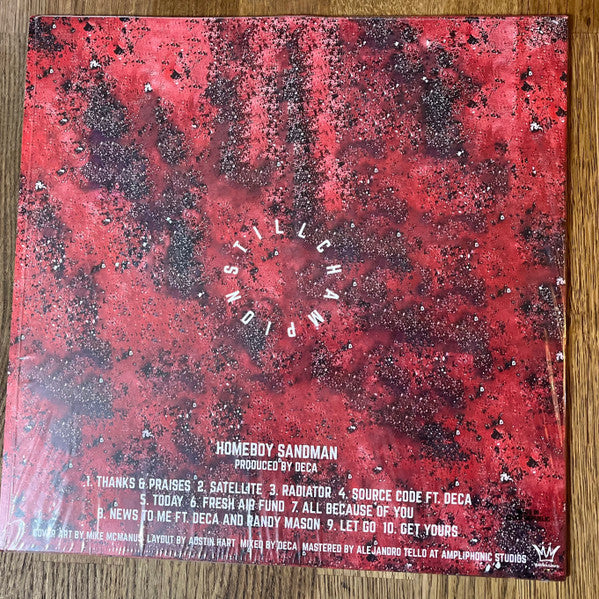 STILL CHAMPION
HOMEBOY SANDMAN
PRODUCED BY DECA
1. THANKS & PRAISES 2. SATELLITE 3. RADIATOR 4. SOURCE CODE FT. DECA
5. TODAY 6. FRESH AIR FUND 7. ALL BECAUSE OF YOU
8. NEWS TO ME FT. DECA AND RANDY MASON 9. LET GO 10. GET YOURS
COVER ART BY MIKE MCMANUS, LAYOUT BY AUSTIN HART MIXED BY DECA MASTERED BY ALEJANDRO TELLO AT AMPLIPHONIC STUDIOS